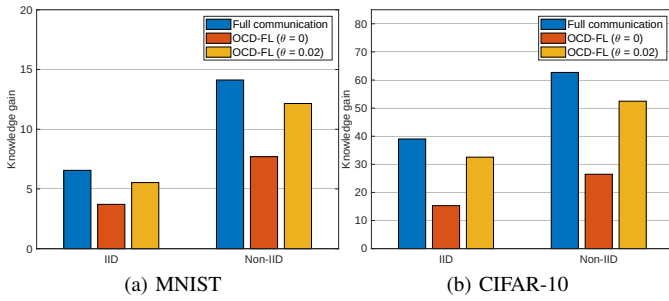 20
15
10
5
0
Knowledge gain
Full communication
OCD-FL (θ = 0)
OCD-FL (θ = 0.02)
IID
Non-IID
(a) MNIST
80
70
60
50
40
30
20
10
0
Knowledge gain
Full communication
OCD-FL (θ = 0)
OCD-FL (θ = 0.02)
IID
Non-IID
(b) CIFAR-10